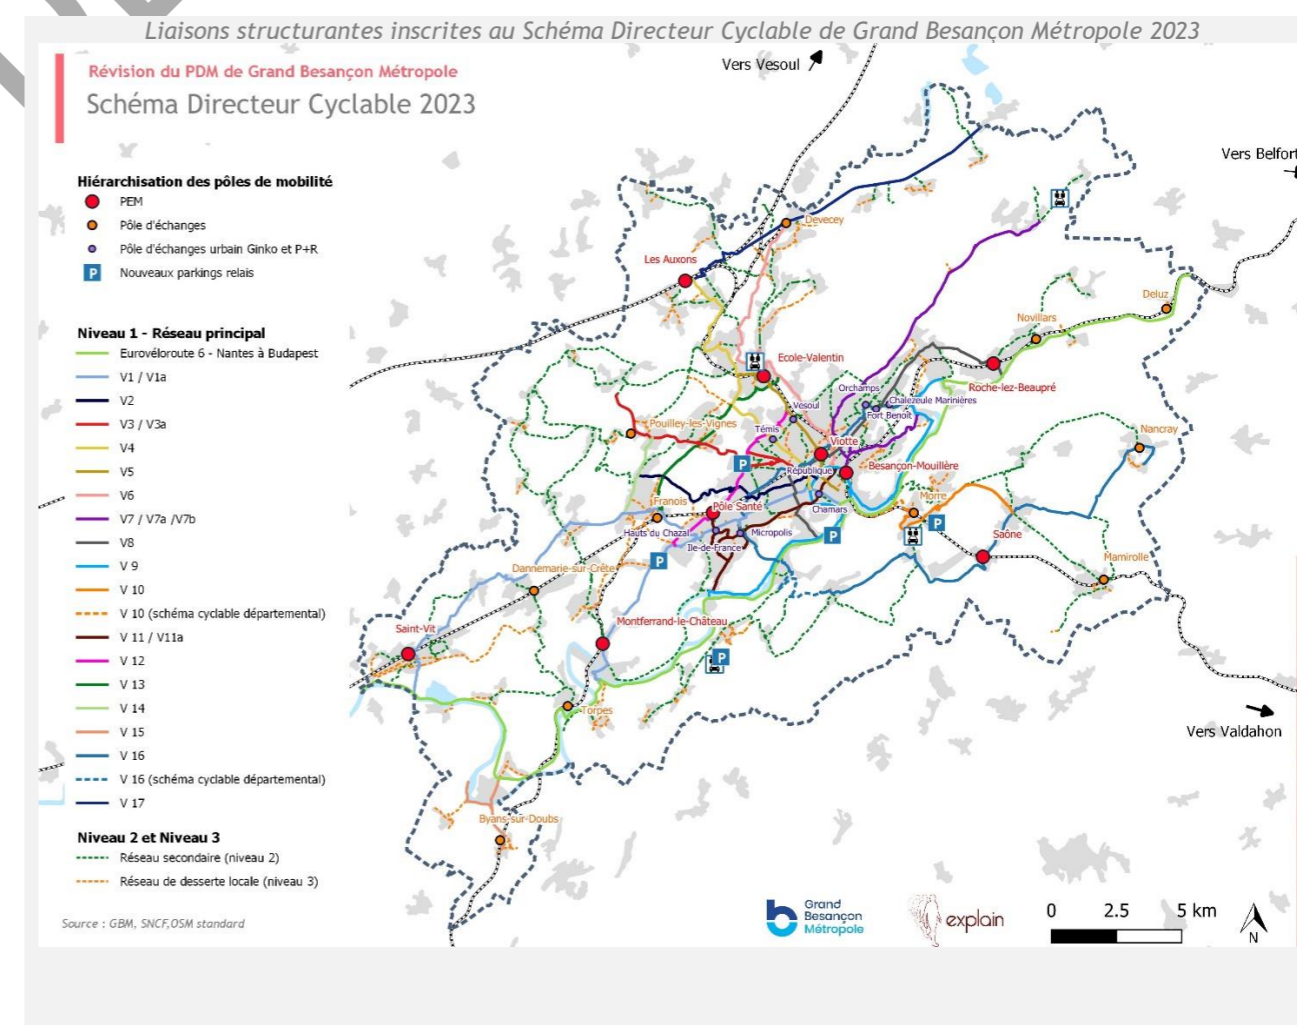 Liaisons structurantes inscrites au Schéma Directeur Cyclable de Grand Besançon Métropole 2023
Révision du PDM de Grand Besançon Métropole
Schéma Directeur Cyclable 2023
Hiérarchisation des pôles de mobilité
PEM
Pôle d'échanges
Pôle d'échanges urbain Ginko et P+R
P Nouveaux parkings relais
Niveau 1 - Réseau principal
Eurovéloroute 6 - Nantes à Budapest
V1 / V1a
V2
V3 / V3a
V4
V5
V6
V7 / V7a /V7b
V8
V 9
V 10
V 10 (schéma cyclable départemental)
V 11 / V11a
V 12
V 13
V 14
V 15
V 16
V 16 (schéma cyclable départemental)
V 17
Niveau 2 et Niveau 3
Réseau secondaire (niveau 2)
Réseau de desserte locale (niveau 3)
Source : GBM, SNCF,OSM standard
Vers Vesoul
Vers Belfort
Devecey
Les Auxons
Deluz
Novillars
Ecole-Valentin
Roche-lez-Beaupré
Orchamps
Chalezeule Marinières
Vesoul
Fort Benoît
Pouilley-les-Vignes
Témis
Viotte
Nancray
P
République
Besançon-Mouillère
Franois
Pôle Santé
Chamars
Morre
P
Hauts du Chazal
Micropolis
P
Saône
Ile-de-France
P
Dannemarie-sur-Crête
Mamirolle
Saint-Vit
Montferrand-le-Château
P
Torpes
Vers Valdahon
Byans-sur-Doubs
Grand
Besançon
Métropole
explain
0 2.5 5 km
N